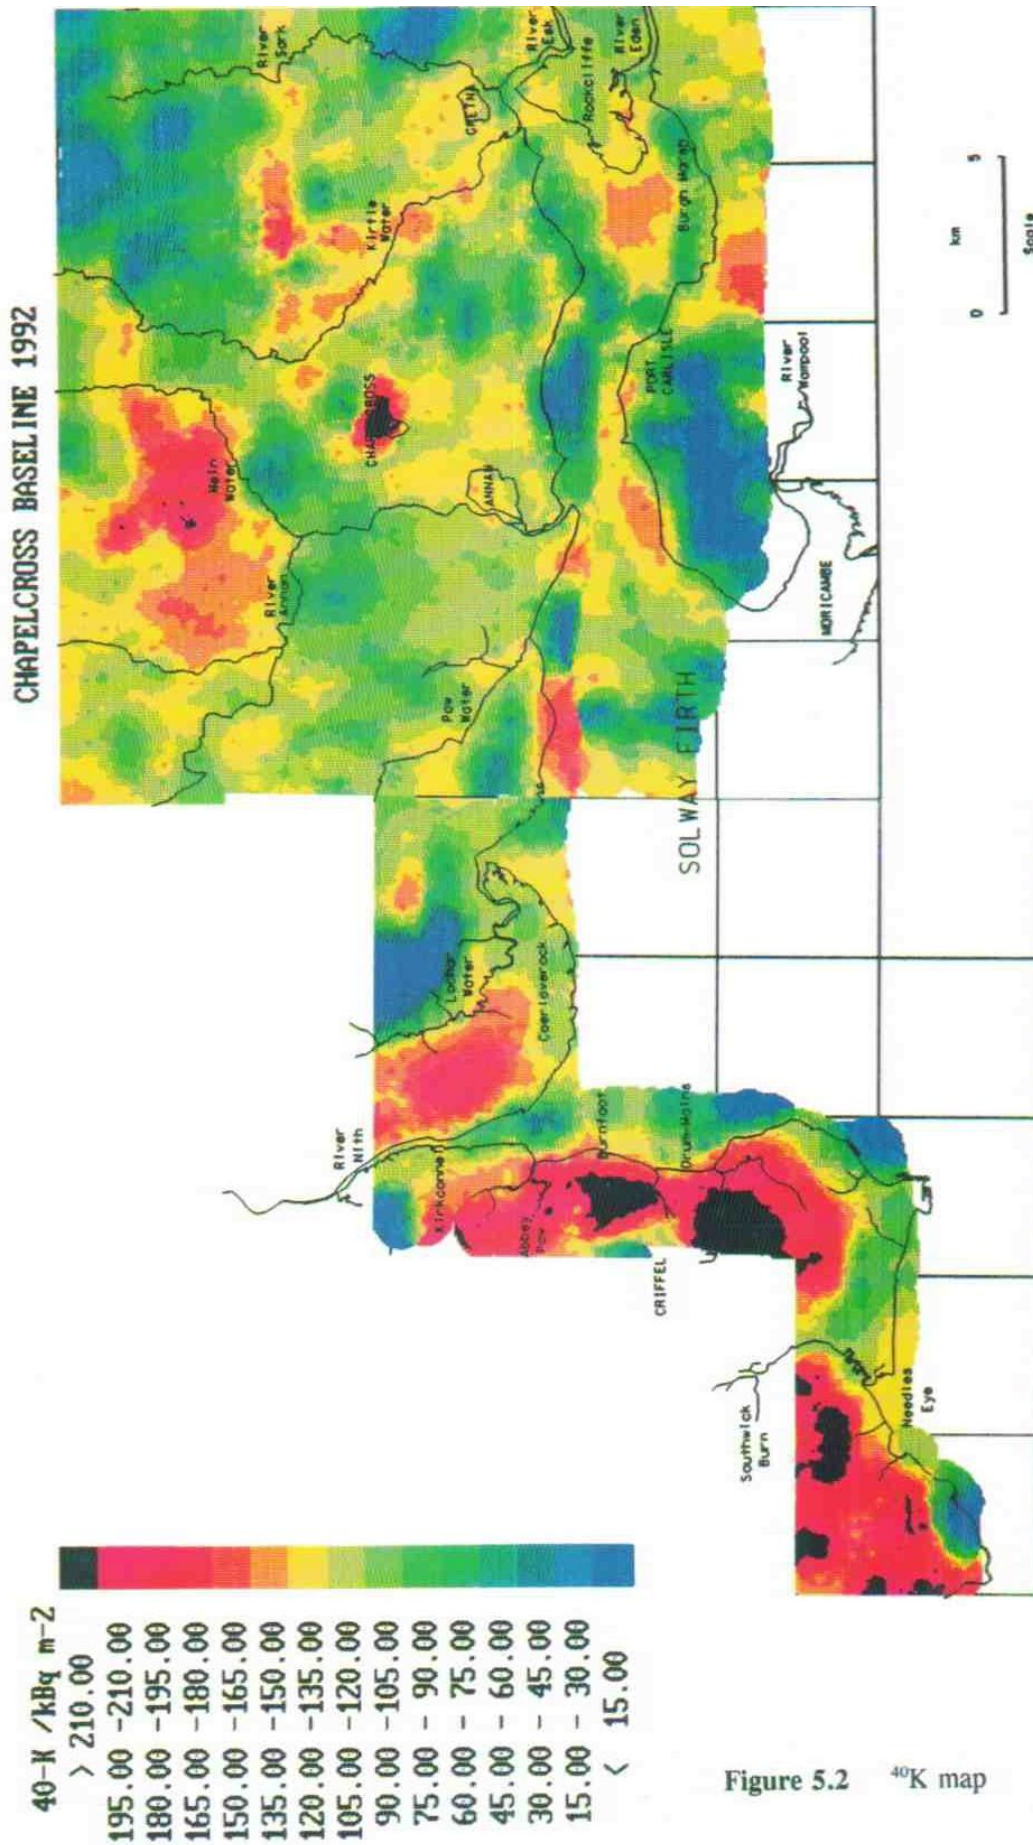 CHAPELCROSS BASELINE 1992
40-K /kBq m-2
> 210.00
195.00 -210.00
180.00 -195.00
165.00 -180.00
150.00 -165.00
135.00 -150.00
120.00 -135.00
105.00 -120.00
90.00 -105.00
75.00 - 90.00
60.00 - 75.00
45.00 - 60.00
30.00 - 45.00
15.00 - 30.00
< 15.00
River
Nith
Kirkconnell
Abbey
Pow
CRIFFEL
Burnfoot
Drum Mains
Southwick
Burn
Needles
Eye
Lochar
Water
Caerlaverock
Pow
Water
River
Annan
Mein
Water
ANNAN
Kirtle
Water
River
Sark
River
Esk
Rockcliffe
River
Eden
Burgh Marsh
PORT
CARLISLE
River
Wampool
MORICAMBE
SOLWAY FIRTH
km
0 5
Scale
Figure 5.2 ⁴⁰K map